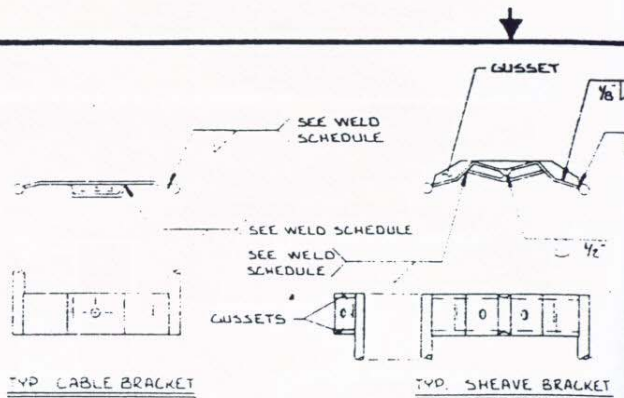 GUSSET
1/8"
SEE WELD
SCHEDULE
SEE WELD SCHEDULE
SEE WELD
SCHEDULE
1/2"
GUSSETS
TYP CABLE BRACKET
TYP. SHEAVE BRACKET